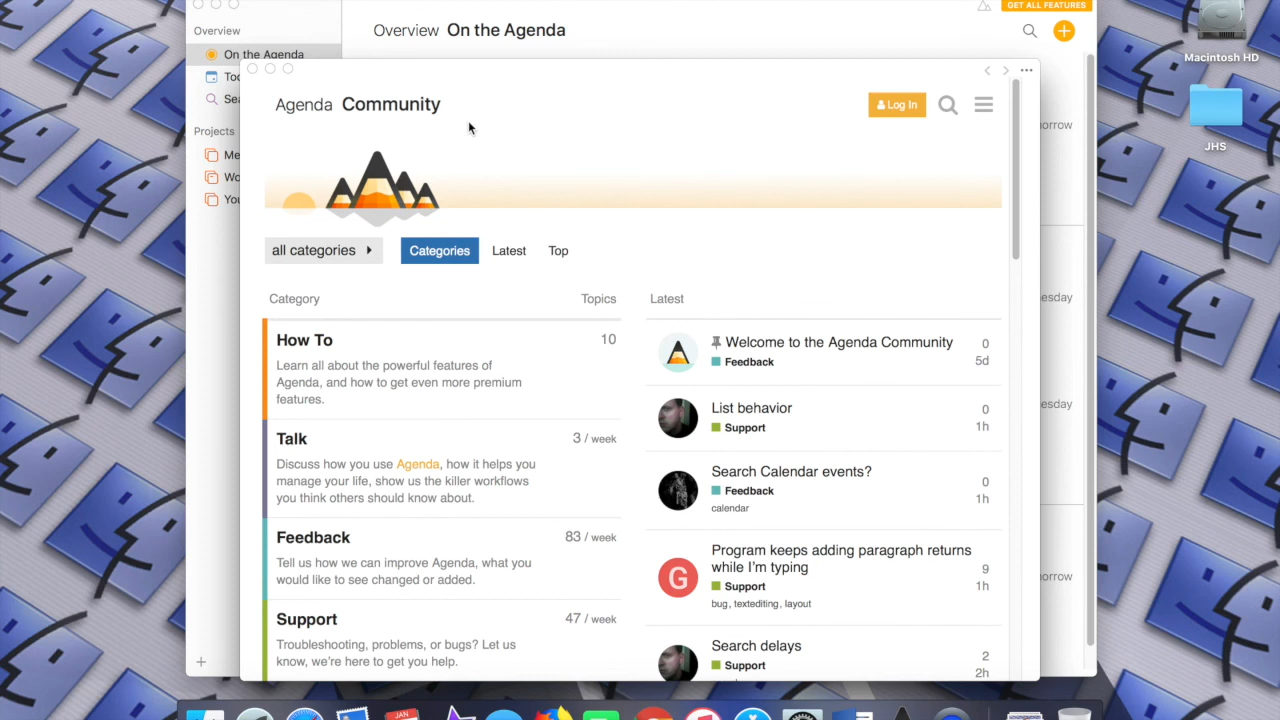 GET ALL FEATURES
Overview
Overview On the Agenda
On the Agenda
Projects
Macintosh HD
JHS
Agenda Community
Log In
all categories
Categories
Latest
Top
Category
Topics
How To
10
Learn all about the powerful features of
Agenda, and how to get even more premium
features.
Talk
3 / week
Discuss how you use Agenda, how it helps you
manage your life, show us the killer workflows
you think others should know about.
Feedback
83 / week
Tell us how we can improve Agenda, what you
would like to see changed or added.
Support
47 / week
Troubleshooting, problems, or bugs? Let us
know, we're here to get you help.
Latest
Welcome to the Agenda Community
0
Feedback
5d
List behavior
0
Support
1h
Search Calendar events?
0
Feedback
1h
calendar
G
Program keeps adding paragraph returns
while I'm typing
9
Support
1h
bug, textediting, layout
Search delays
2
Support
2h
JAN